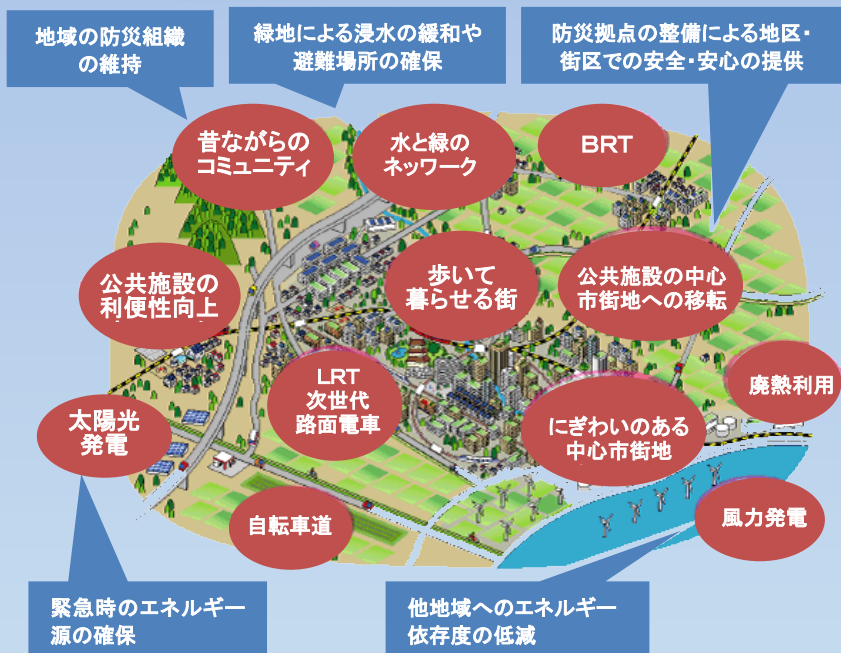 地域の防災組織
の維持
緑地による浸水の緩和や
避難場所の確保
防災拠点の整備による地区・
街区での安全・安心の提供
昔ながらの
コミュニティ
水と緑の
ネッワーク
BRT
公共施設の
利便性向上
歩いて
暮らせる街
公共施設の中心
市街地への移転
LRT
次世代
路面電車
廃熱利用
太陽光
発電
にぎわいのある
中心市街地
自転車道
風力発電
緊急時のエネルギー
源の確保
他地域へのエネルギー
依存度の低減